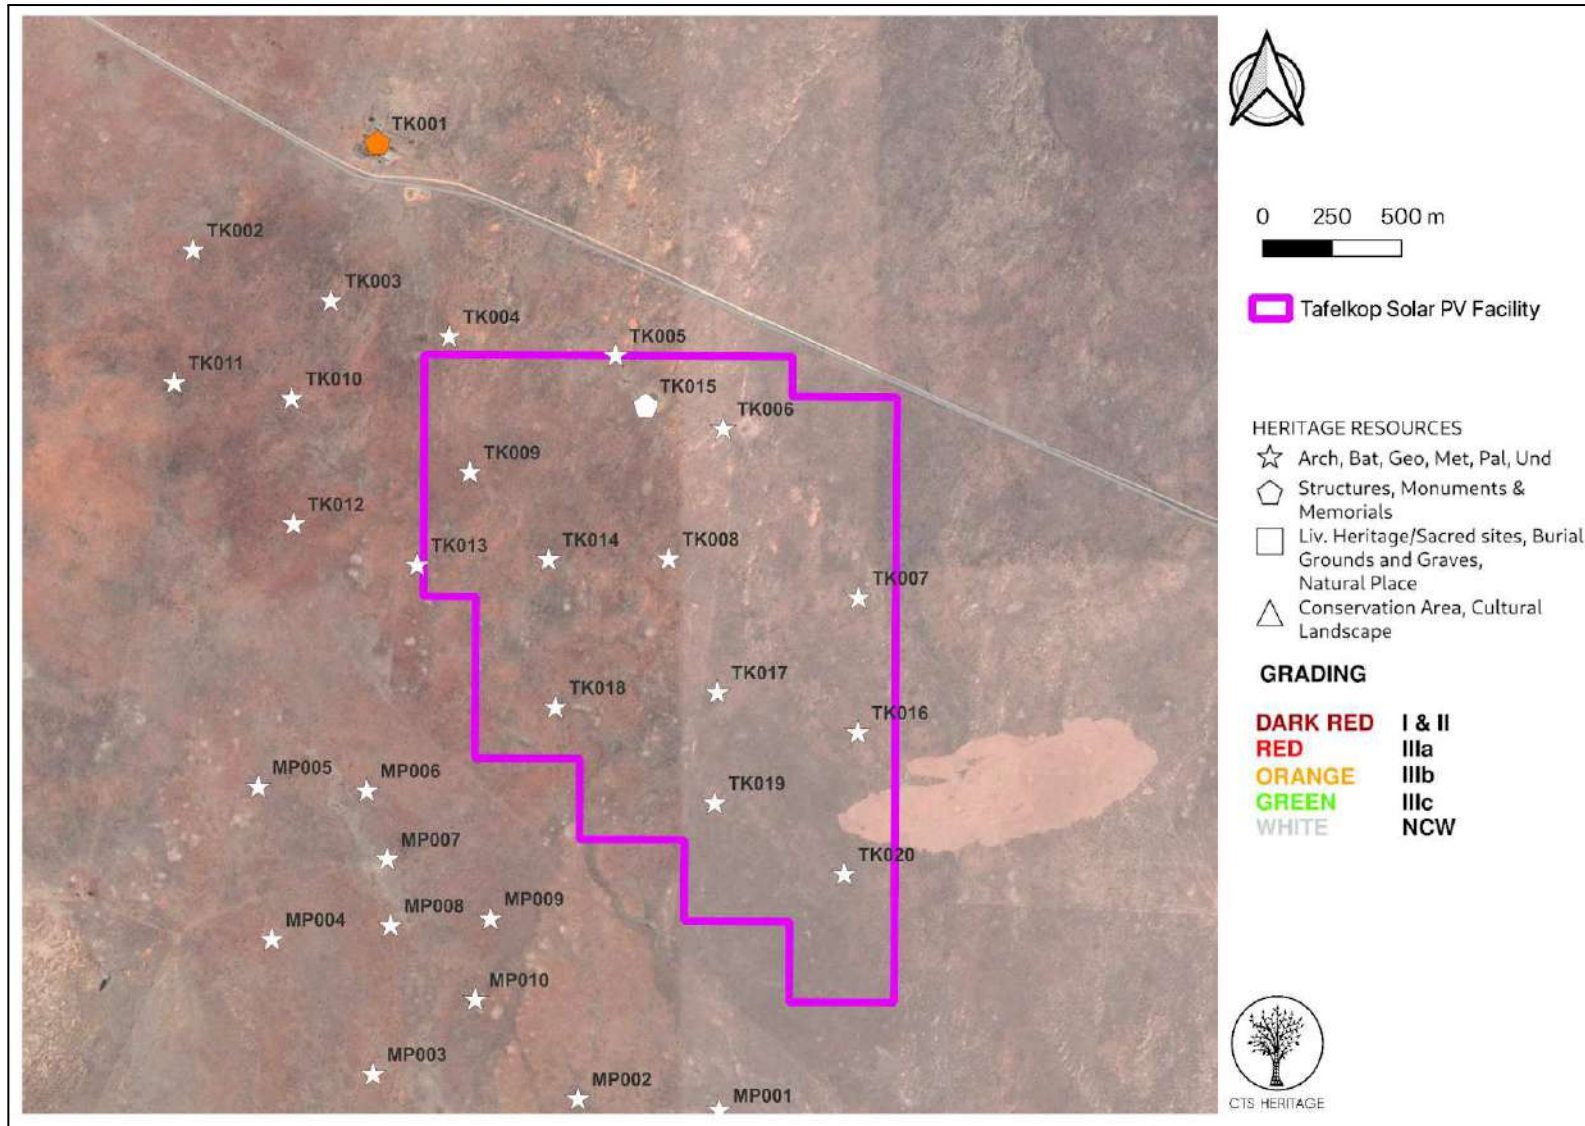 TK001
TK002
TK003
TK004
TK005
TK011
TK010
TK015
TK006
TK009
TK012
TK013
TK014
TK008
TK007
TK017
TK018
TK016
MP005
MP006
TK019
MP007
TK020
MP004
MP008
MP009
MP010
MP003
MP002
MP001
0 250 500 m
Tafelkop Solar PV Facility
HERITAGE RESOURCES
Arch, Bat, Geo, Met, Pal, Und
Structures, Monuments &
Memorials
Liv. Heritage/Sacred sites, Burial
Grounds and Graves,
Natural Place
Conservation Area, Cultural
Landscape
GRADING
DARK RED I & II
RED IIIa
ORANGE IIIb
GREEN IIIc
WHITE NCW
CTS HERITAGE